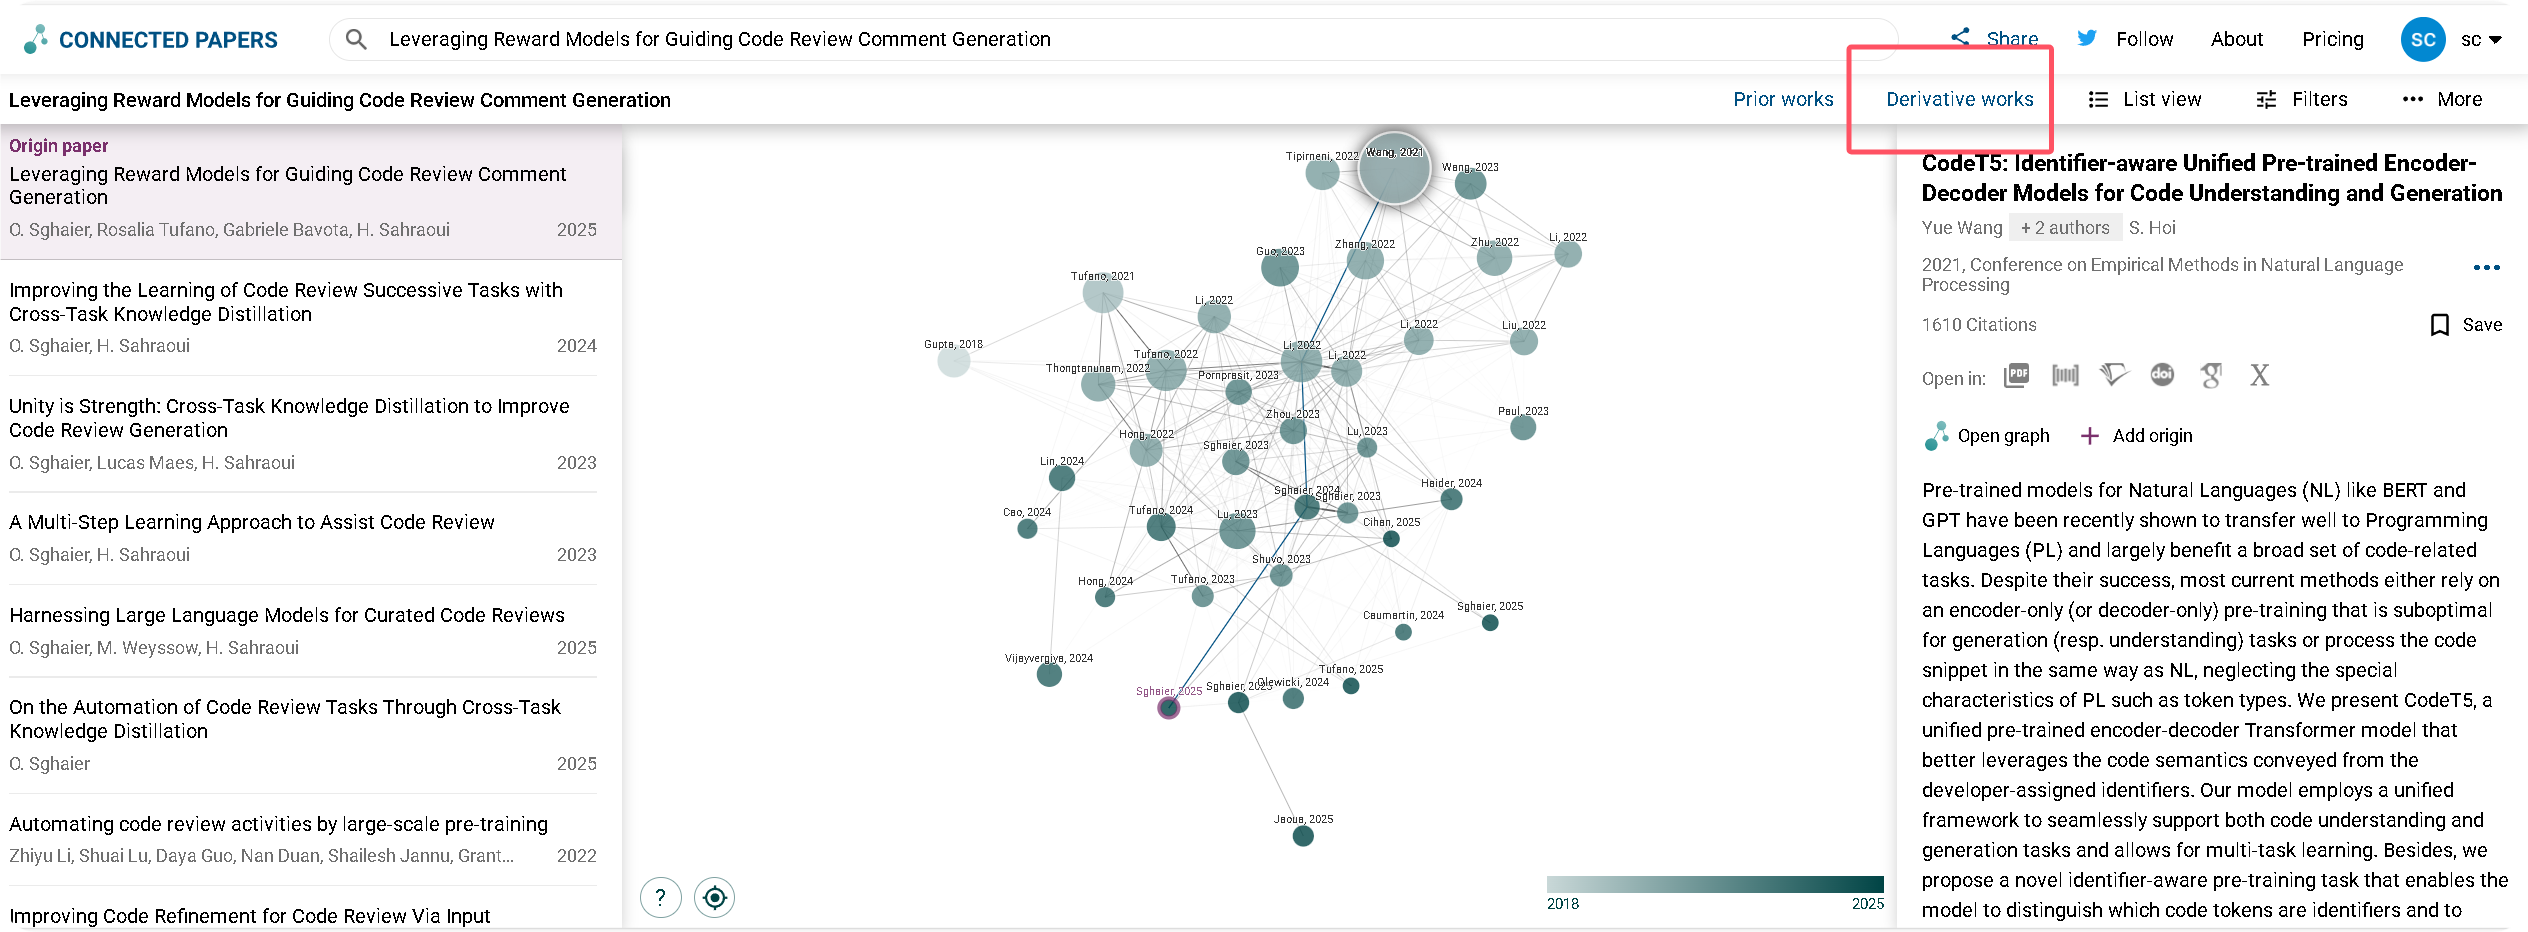 CONNECTED PAPERS
Leveraging Reward Models for Guiding Code Review Comment Generation
Share
Follow
About
Pricing
SC
sc
Leveraging Reward Models for Guiding Code Review Comment Generation
Prior works
Derivative works
List view
Filters
More
Origin paper
Leveraging Reward Models for Guiding Code Review Comment
Generation
O. Sghaier, Rosalia Tufano, Gabriele Bavota, H. Sahraoui 2025
Improving the Learning of Code Review Successive Tasks with
Cross-Task Knowledge Distillation
O. Sghaier, H. Sahraoui 2024
Unity is Strength: Cross-Task Knowledge Distillation to Improve
Code Review Generation
O. Sghaier, Lucas Maes, H. Sahraoui 2023
A Multi-Step Learning Approach to Assist Code Review
O. Sghaier, H. Sahraoui 2023
Harnessing Large Language Models for Curated Code Reviews
O. Sghaier, M. Weyssow, H. Sahraoui 2025
On the Automation of Code Review Tasks Through Cross-Task
Knowledge Distillation
O. Sghaier 2025
Automating code review activities by large-scale pre-training
Zhiyu Li, Shuai Lu, Daya Guo, Nan Duan, Shailesh Jannu, Grant... 2022
Improving Code Refinement for Code Review Via Input
Tipirneni, 2022
Wang, 2021
Wang, 2023
Li, 2022
Zhu, 2022
Zhang, 2022
Guo, 2023
Tufano, 2021
Li, 2022
Li, 2022
Liu, 2022
Gupta, 2018
Li, 2022
Tufano, 2022
Li, 2022
Thongtanunam, 2022
Pornprasit, 2023
Paul, 2023
Zhou, 2023
Lu, 2023
Hong, 2022
Sghaier, 2023
Lin, 2024
Haider, 2024
Sghaier, 2024
Sghaier, 2023
Cao, 2024
Tufano, 2024
Lu, 2023
Cihan, 2025
Shuvo, 2023
Hong, 2024
Tufano, 2023
Sghaier, 2025
Caumartin, 2024
Vijayvergiya, 2024
Tufano, 2025
Olewicki, 2024
Sghaier, 2025
Sghaier, 2025
Jaoua, 2025
?
2018
2025
CodeT5: Identifier-aware Unified Pre-trained Encoder-
Decoder Models for Code Understanding and Generation
Yue Wang + 2 authors S. Hoi
2021, Conference on Empirical Methods in Natural Language
Processing
1610 Citations
Save
Open in:
PDF
doi
g
X
Open graph
Add origin
Pre-trained models for Natural Languages (NL) like BERT and
GPT have been recently shown to transfer well to Programming
Languages (PL) and largely benefit a broad set of code-related
tasks. Despite their success, most current methods either rely on
an encoder-only (or decoder-only) pre-training that is suboptimal
for generation (resp. understanding) tasks or process the code
snippet in the same way as NL, neglecting the special
characteristics of PL such as token types. We present CodeT5, a
unified pre-trained encoder-decoder Transformer model that
better leverages the code semantics conveyed from the
developer-assigned identifiers. Our model employs a unified
framework to seamlessly support both code understanding and
generation tasks and allows for multi-task learning. Besides, we
propose a novel identifier-aware pre-training task that enables the
model to distinguish which code tokens are identifiers and to